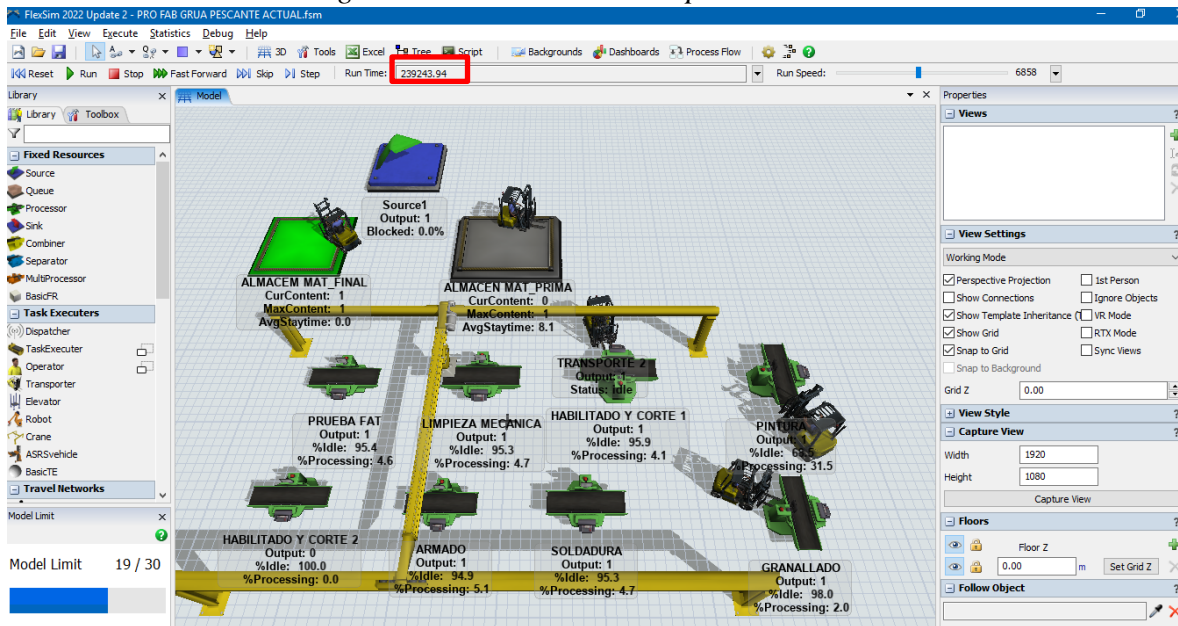 FlexSim 2022 Update 2 - PRO FAB GRUA PESCANTE ACTUAL.fsm
File Edit View Execute Statistics Debug Help
3D Tools Excel Tree Script Backgrounds Dashboards Process Flow
Reset Run Stop Fast Forward Skip Step Run Time: 239243.94 Run Speed: 6858
Library
Library Toolbox
Fixed Resources
Source
Queue
Processor
Sink
Combiner
Separator
MultiProcessor
BasicFR
Task Executers
Dispatcher
TaskExecuter
Operator
Transporter
Elevator
Robot
Crane
ASRSvehicle
BasicTE
Travel Networks
Model Limit
Model Limit 19 / 30
Model
Source1
Output: 1
Blocked: 0.0%
ALMACEM MAT_FINAL
CurContent: 1
MaxContent: 1
AvgStaytime: 0.0
ALMACEN MAT_PRIMA
CurContent: 0
MaxContent: 1
AvgStaytime: 8.1
TRANSPORTE 2
Output: 1
Status: idle
PRUEBA FAT
Output: 1
%Idle: 95.4
%Processing: 4.6
LIMPIEZA MECANICA
Output: 1
%Idle: 95.3
%Processing: 4.7
HABILITADO Y CORTE 1
Output: 1
%Idle: 95.9
%Processing: 4.1
PINTURA
Output: 1
%Idle: 68.5
%Processing: 31.5
HABILITADO Y CORTE 2
Output: 0
%Idle: 100.0
%Processing: 0.0
ARMADO
Output: 1
%Idle: 94.9
%Processing: 5.1
SOLDADURA
Output: 1
%Idle: 95.3
%Processing: 4.7
GRANALLADO
Output: 1
%Idle: 98.0
%Processing: 2.0
Properties
Views
View Settings
Working Mode
Perspective Projection 1st Person
Show Connections Ignore Objects
Show Template Inheritance (T VR Mode
Show Grid RTX Mode
Snap to Grid Sync Views
Snap to Background
Grid Z 0.00
View Style
Capture View
Width 1920
Height 1080
Capture View
Floors
Floor Z
0.00 m Set Grid Z
Follow Object